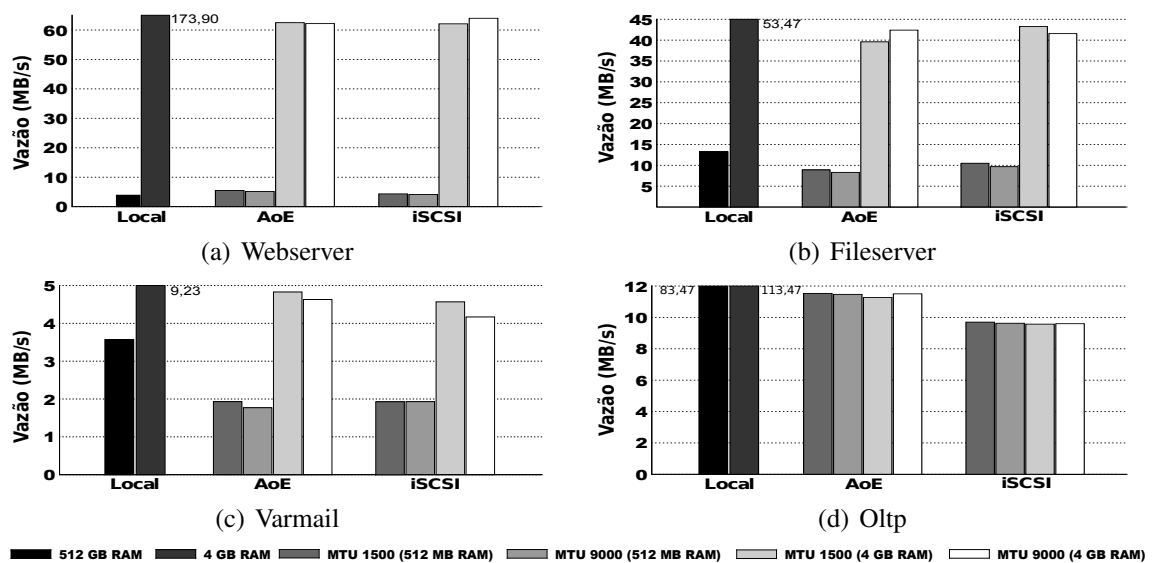 173,90
60
50
40
30
20
10
0
Vazão (MB/s)
Local AoE iSCSI
(a) Webserver
53,47
45
40
45
30
25
20
15
10
5
Vazão (MB/s)
Local AoE iSCSI
(b) Fileserver
9,23
5
4
3
2
1
0
Vazão (MB/s)
Local AoE iSCSI
(c) Varmail
83,47 113,47
12
10
8
6
4
2
0
Vazão (MB/s)
Local AoE iSCSI
(d) Oltp
512 GB RAM 4 GB RAM MTU 1500 (512 MB RAM) MTU 9000 (512 MB RAM) MTU 1500 (4 GB RAM) MTU 9000 (4 GB RAM)